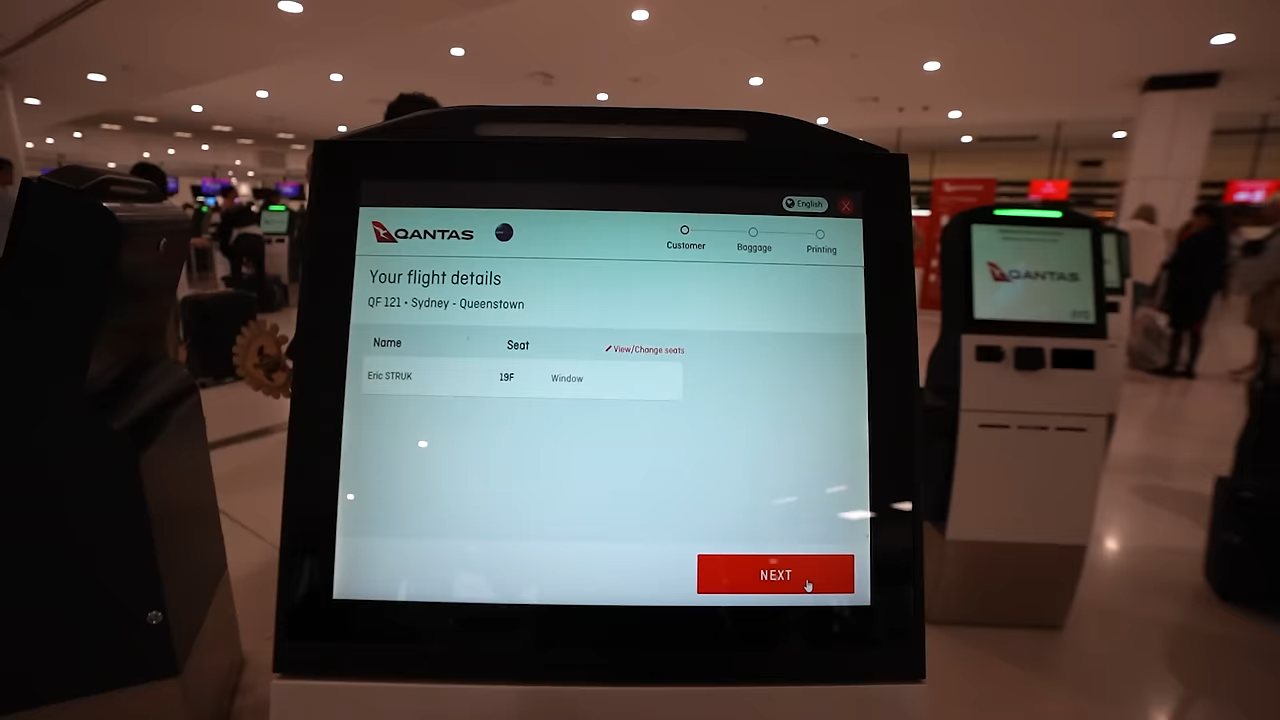 English
QANTAS
Customer
Baggage
Printing
Your flight details
QF 121 • Sydney - Queenstown
Name
Seat
View/Change seats
Eric STRUK
19F
Window
NEXT
QANTAS